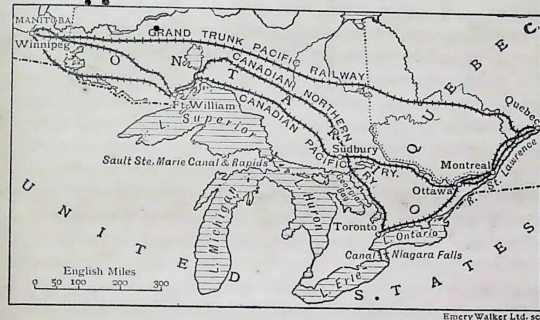 MANITOBA
Winnipeg
GRAND TRUNK PACIFIC RAILWAY
ONTARIO
QUEBEC
CANADIAN NORTHERN RY.
CANADIAN PACIFIC RY.
Ft. William
L. Superior
Sudbury
Quebec
Montreal
Ottawa
R. St. Lawrence
Sault Ste. Marie Canal & Rapids
Georgian Bay
L. Michigan
L. Huron
Toronto
L. Ontario
Canal
Niagara Falls
L. Erie
UNITED STATES
English Miles
0 50 100 200 300
Emery Walker Ltd. sc.